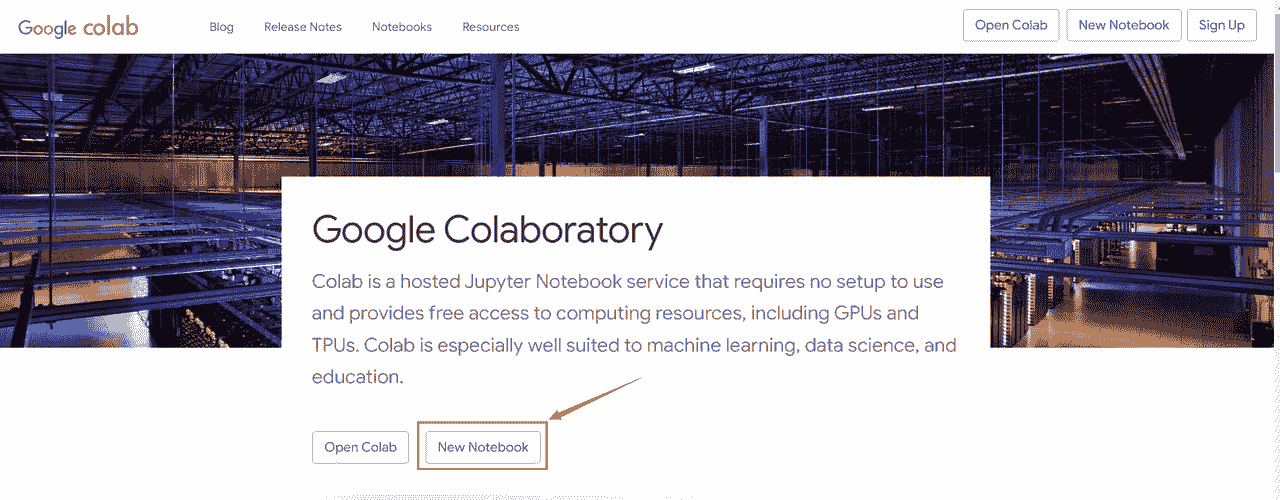 Google colab
Blog
Release Notes
Notebooks
Resources
Open Colab
New Notebook
Sign Up
Google Colaboratory
Colab is a hosted Jupyter Notebook service that requires no setup to use
and provides free access to computing resources, including GPUs and
TPUs. Colab is especially well suited to machine learning, data science, and
education.
Open Colab
New Notebook